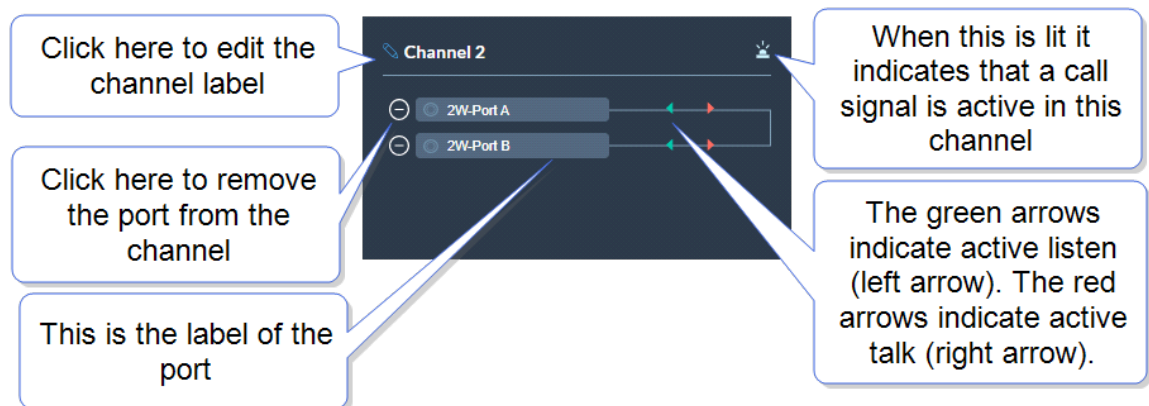 Click here to edit the
channel label
Channel 2
When this is lit it
indicates that a call
signal is active in this
channel
2W-Port A
2W-Port B
Click here to remove
the port from the
channel
The green arrows
indicate active listen
(left arrow). The red
arrows indicate active
talk (right arrow).
This is the label of the
port